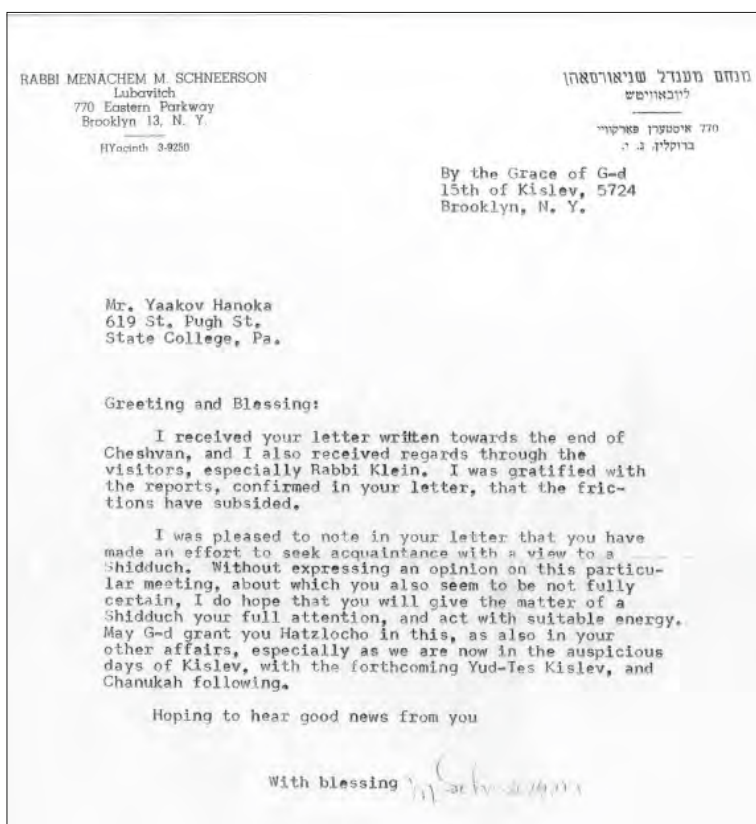 RABBI MENACHEM M. SCHNEERSON
Lubavitch
770 Eastern Parkway
Brooklyn 13, N. Y.
HYacinth 3-9250
מנחם מענדל שניאורסאהן
ליובאוויטש
770 איסטערן פארקוויי
ברוקלין, נ. י.
By the Grace of G-d
15th of Kislev, 5724
Brooklyn, N. Y.
Mr. Yaakov Hanoka
619 St. Pugh St.
State College, Pa.
Greeting and Blessing:
I received your letter written towards the end of
Cheshvan, and I also received regards through the
visitors, especially Rabbi Klein. I was gratified with
the reports, confirmed in your letter, that the fric-
tions have subsided.
I was pleased to note in your letter that you have
made an effort to seek acquaintance with a view to a
Shidduch. Without expressing an opinion on this particu-
lar meeting, about which you also seem to be not fully
certain, I do hope that you will give the matter of a
Shidduch your full attention, and act with suitable energy.
May G-d grant you Hatzlocho in this, as also in your
other affairs, especially as we are now in the auspicious
days of Kislev, with the forthcoming Yud-Tes Kislev, and
Chanukah following.
Hoping to hear good news from you
With blessing